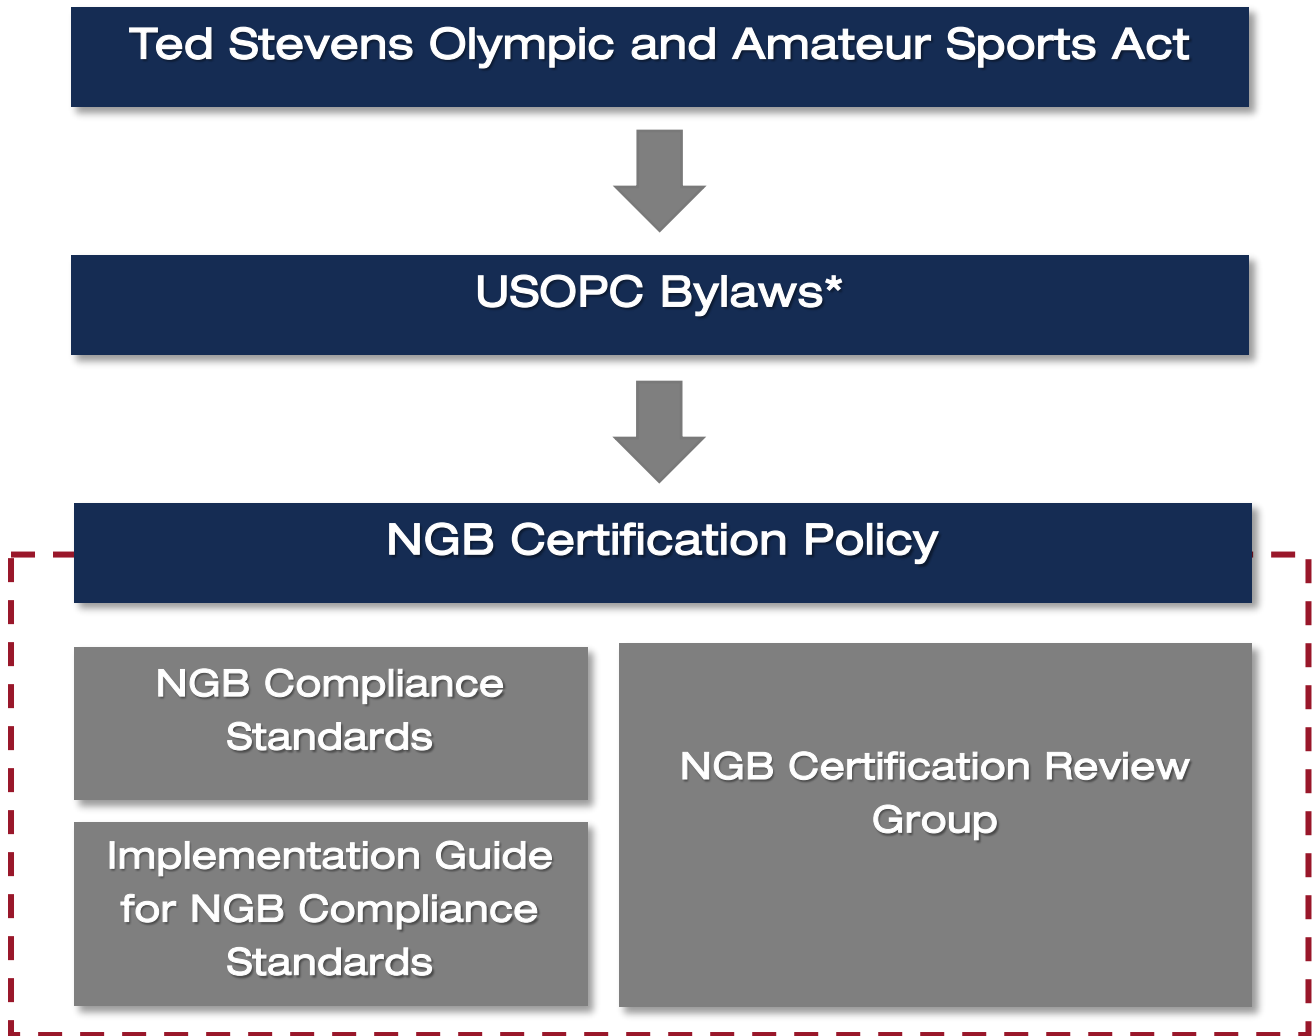 Ted Stevens Olympic and Amateur Sports Act
USOPC Bylaws*
NGB Certification Policy
NGB Compliance
Standards
Implementation Guide
for NGB Compliance
Standards
NGB Certification Review
Group